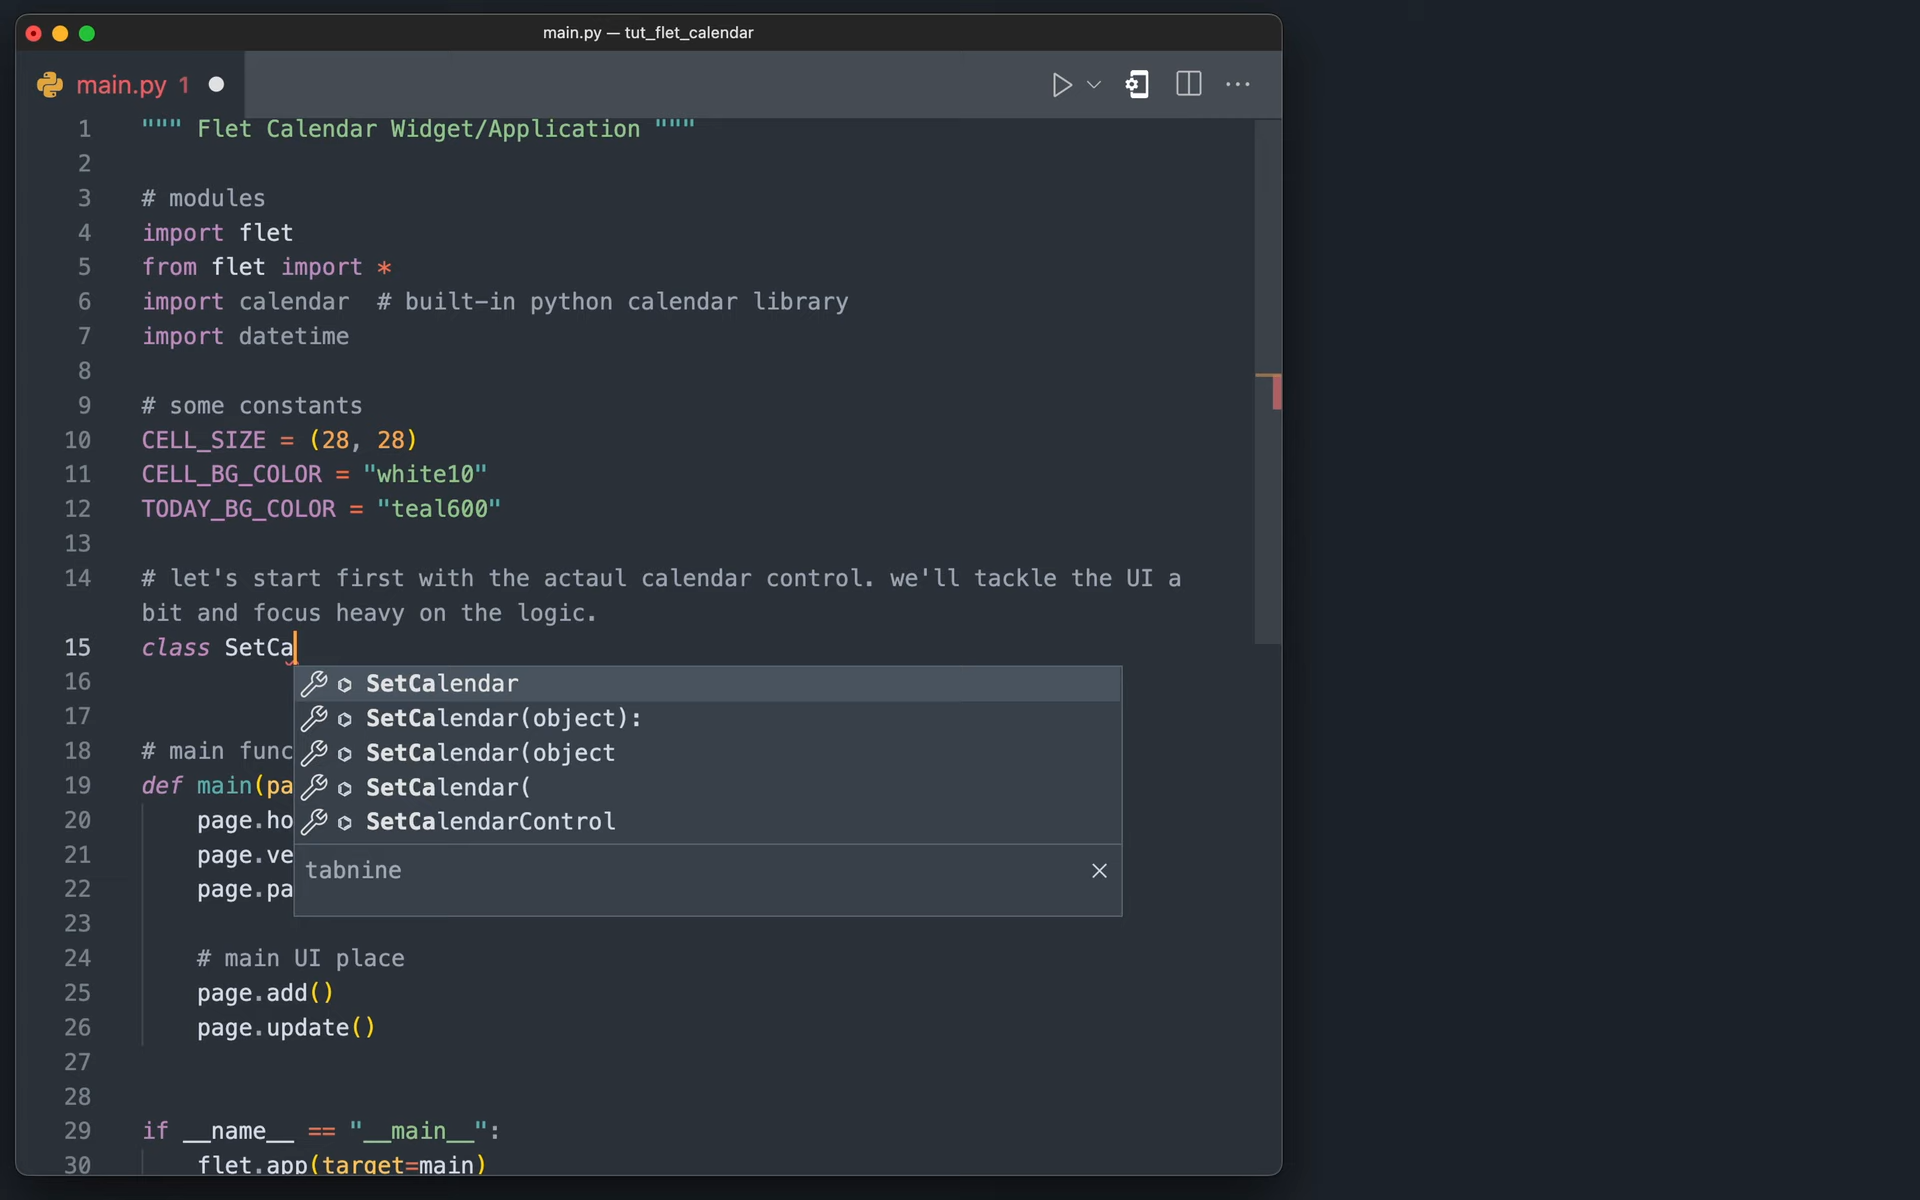 main.py — tut_flet_calendar
main.py 1
1 """ Flet Calendar Widget/Application """
2
3 # modules
4 import flet
5 from flet import *
6 import calendar  # built-in python calendar library
7 import datetime
8
9 # some constants
10 CELL_SIZE = (28, 28)
11 CELL_BG_COLOR = "white10"
12 TODAY_BG_COLOR = "teal600"
13
14 # let's start first with the actaul calendar control. we'll tackle the UI a
bit and focus heavy on the logic.
15 class SetCa
16
SetCalendar
17
SetCalendar(object):
18 # main func
SetCalendar(object
19 def main(pa
SetCalendar(
20 page.ho
SetCalendarControl
21 page.ve
tabnine
22 page.pa
23
24 # main UI place
25 page.add()
26 page.update()
27
28
29 if __name__ == "__main__":
30 flet.app(target=main)